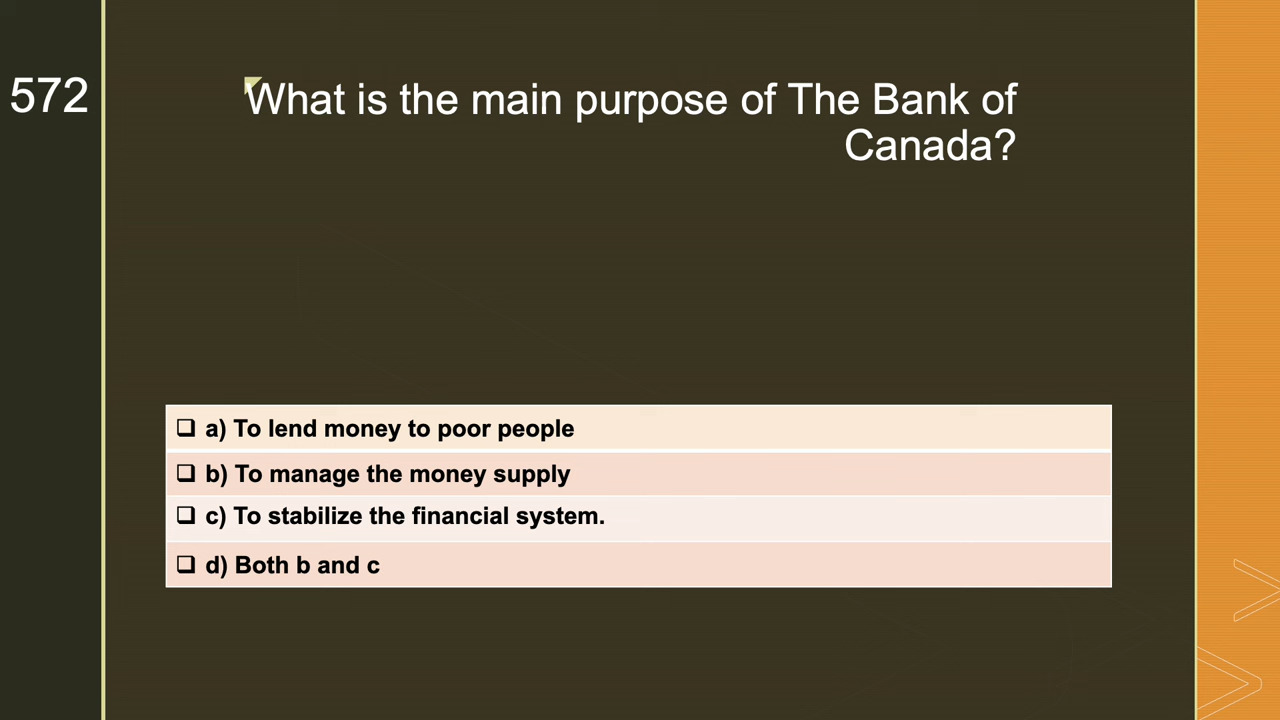 572
What is the main purpose of The Bank of
Canada?
a) To lend money to poor people
b) To manage the money supply
c) To stabilize the financial system.
d) Both b and c